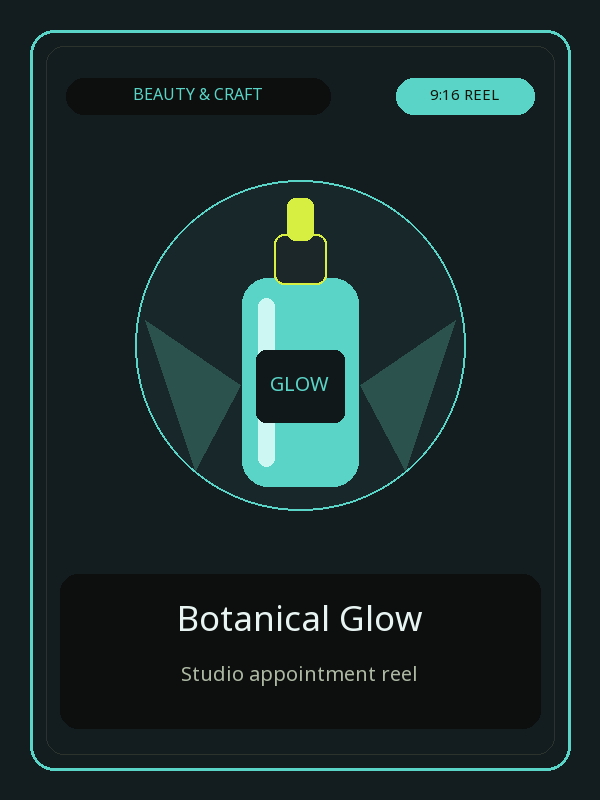 BEAUTY & CRAFT
9:16 REEL
GLOW
Botanical Glow
Studio appointment reel